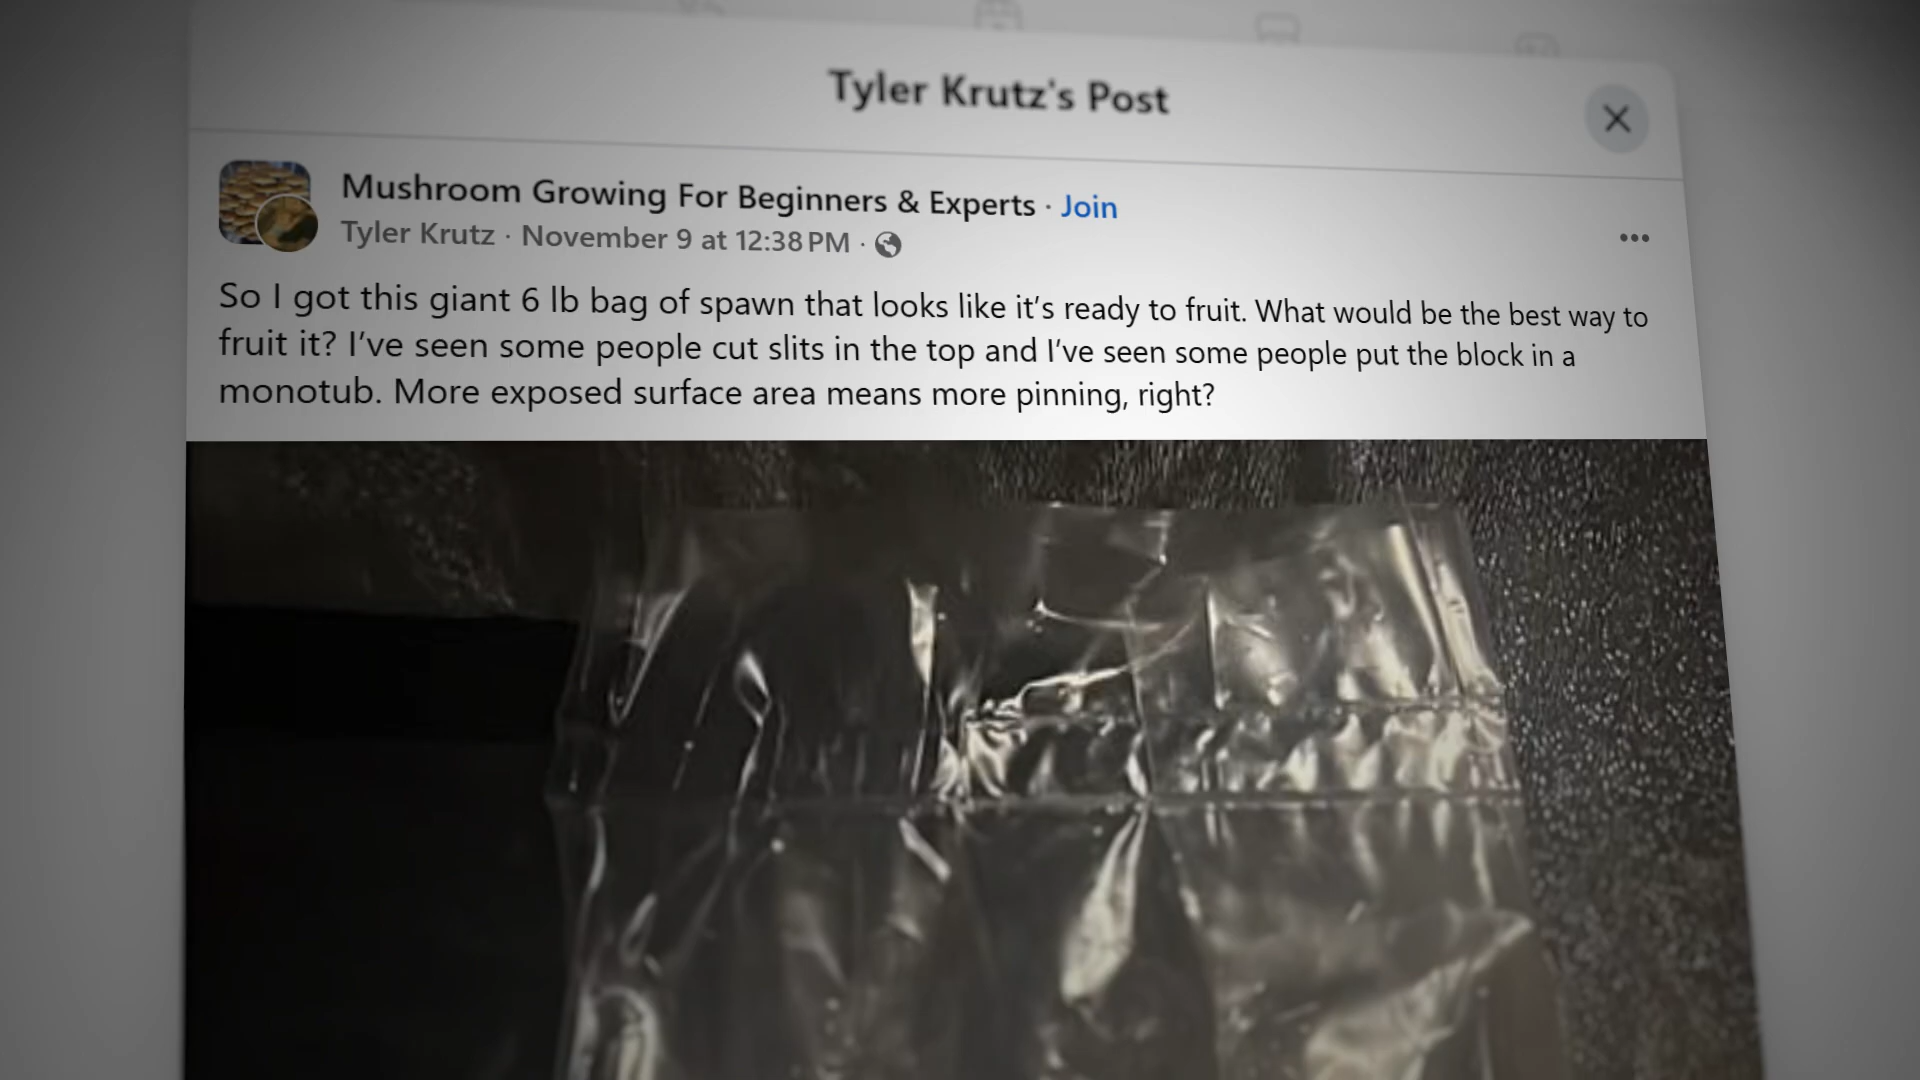 Tyler Krutz's Post
Mushroom Growing For Beginners & Experts · Join
Tyler Krutz · November 9 at 12:38 PM ·
So I got this giant 6 lb bag of spawn that looks like it’s ready to fruit. What would be the best way to
fruit it? I’ve seen some people cut slits in the top and I’ve seen some people put the block in a
monotub. More exposed surface area means more pinning, right?